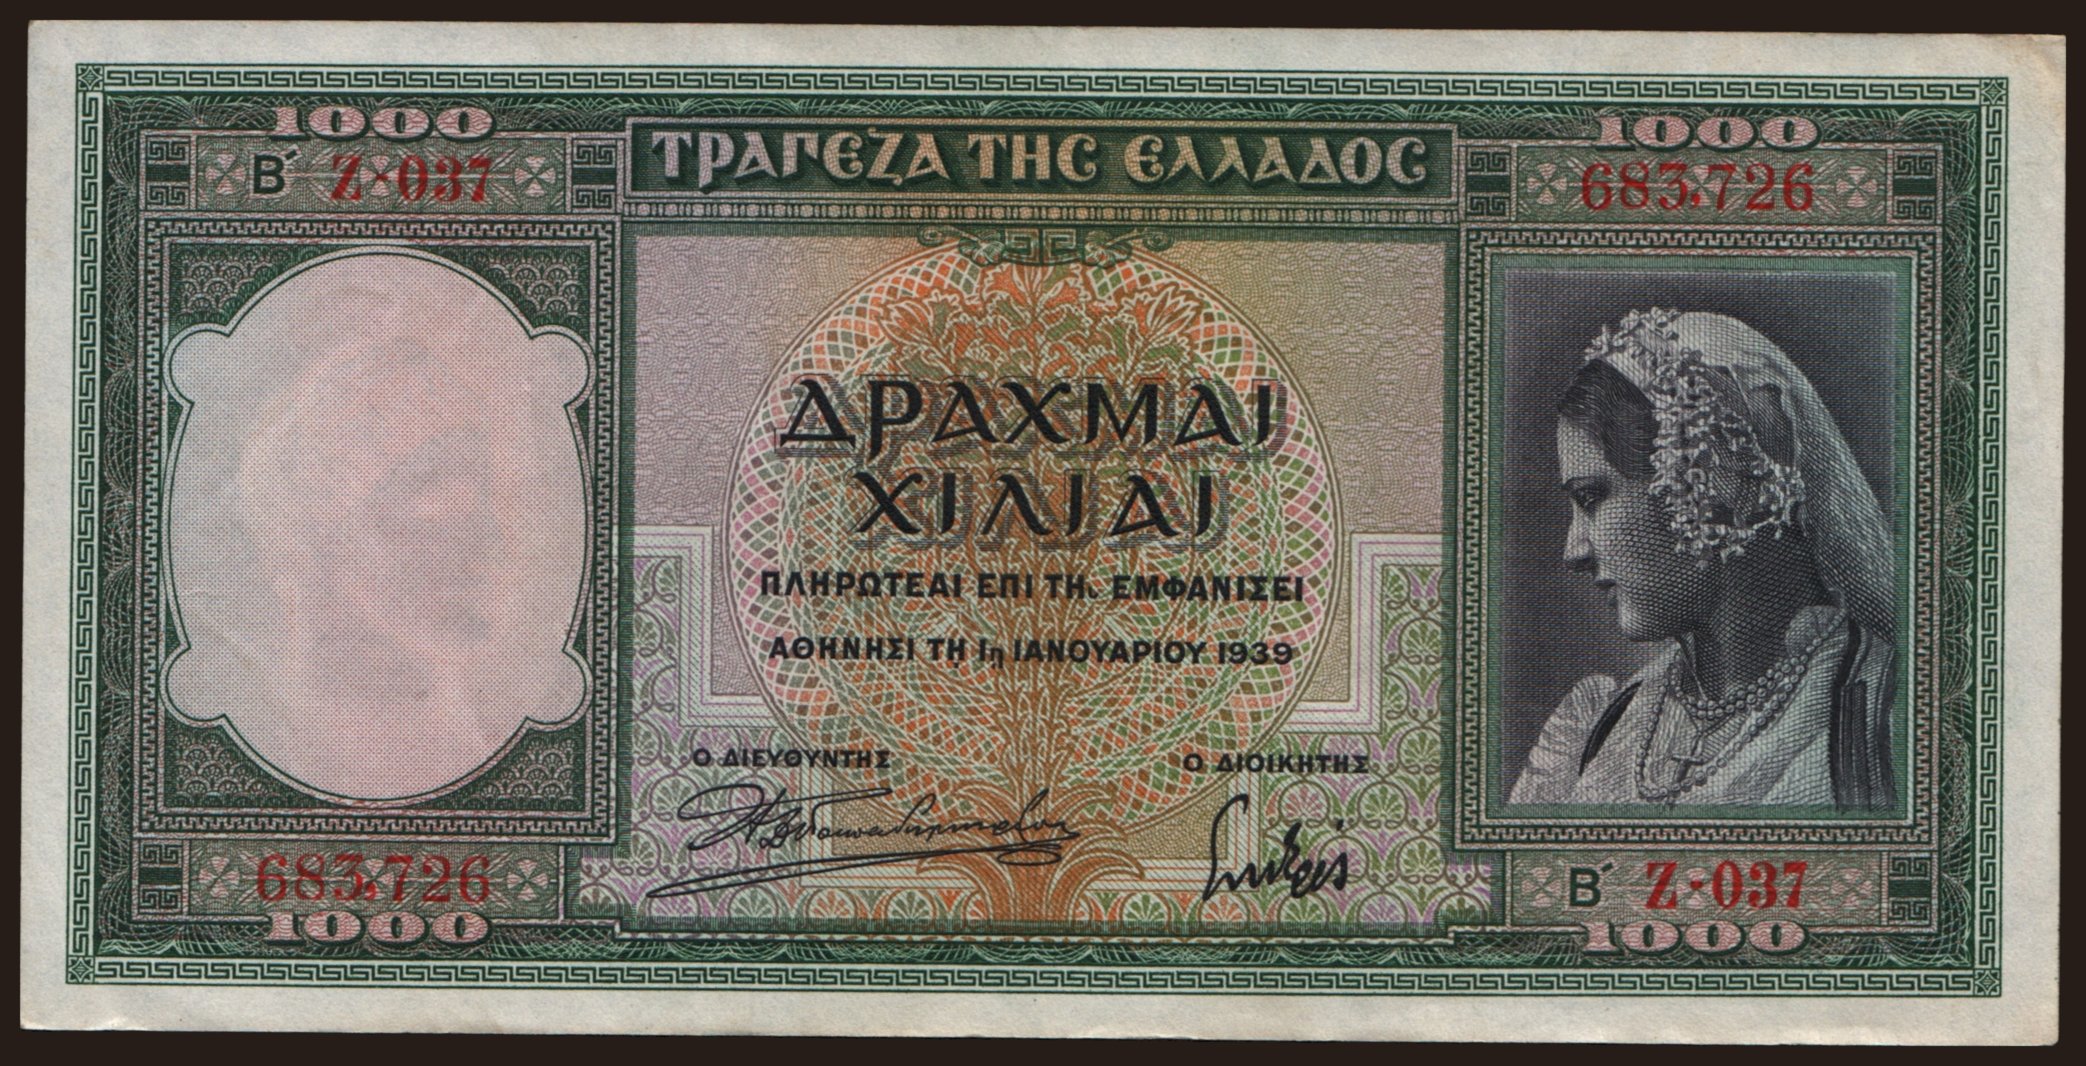 1000
1000
Β΄ Ζ-037
ΤΡΑΠΕΖΑ ΤΗΣ ΕΛΛΑΔΟΣ
683,726
ΔΡΑΧΜΑΙ
ΧΙΛΙΑΙ
ΠΛΗΡΩΤΕΑΙ ΕΠΙ ΤΗι ΕΜΦΑΝΙΣΕΙ
ΑΘΗΝΗΣΙ ΤΗ 1η ΙΑΝΟΥΑΡΙΟΥ 1939
Ο ΔΙΕΥΘΥΝΤΗΣ
Ο ΔΙΟΙΚΗΤΗΣ
683,726
Β΄ Ζ-037
1000
1000